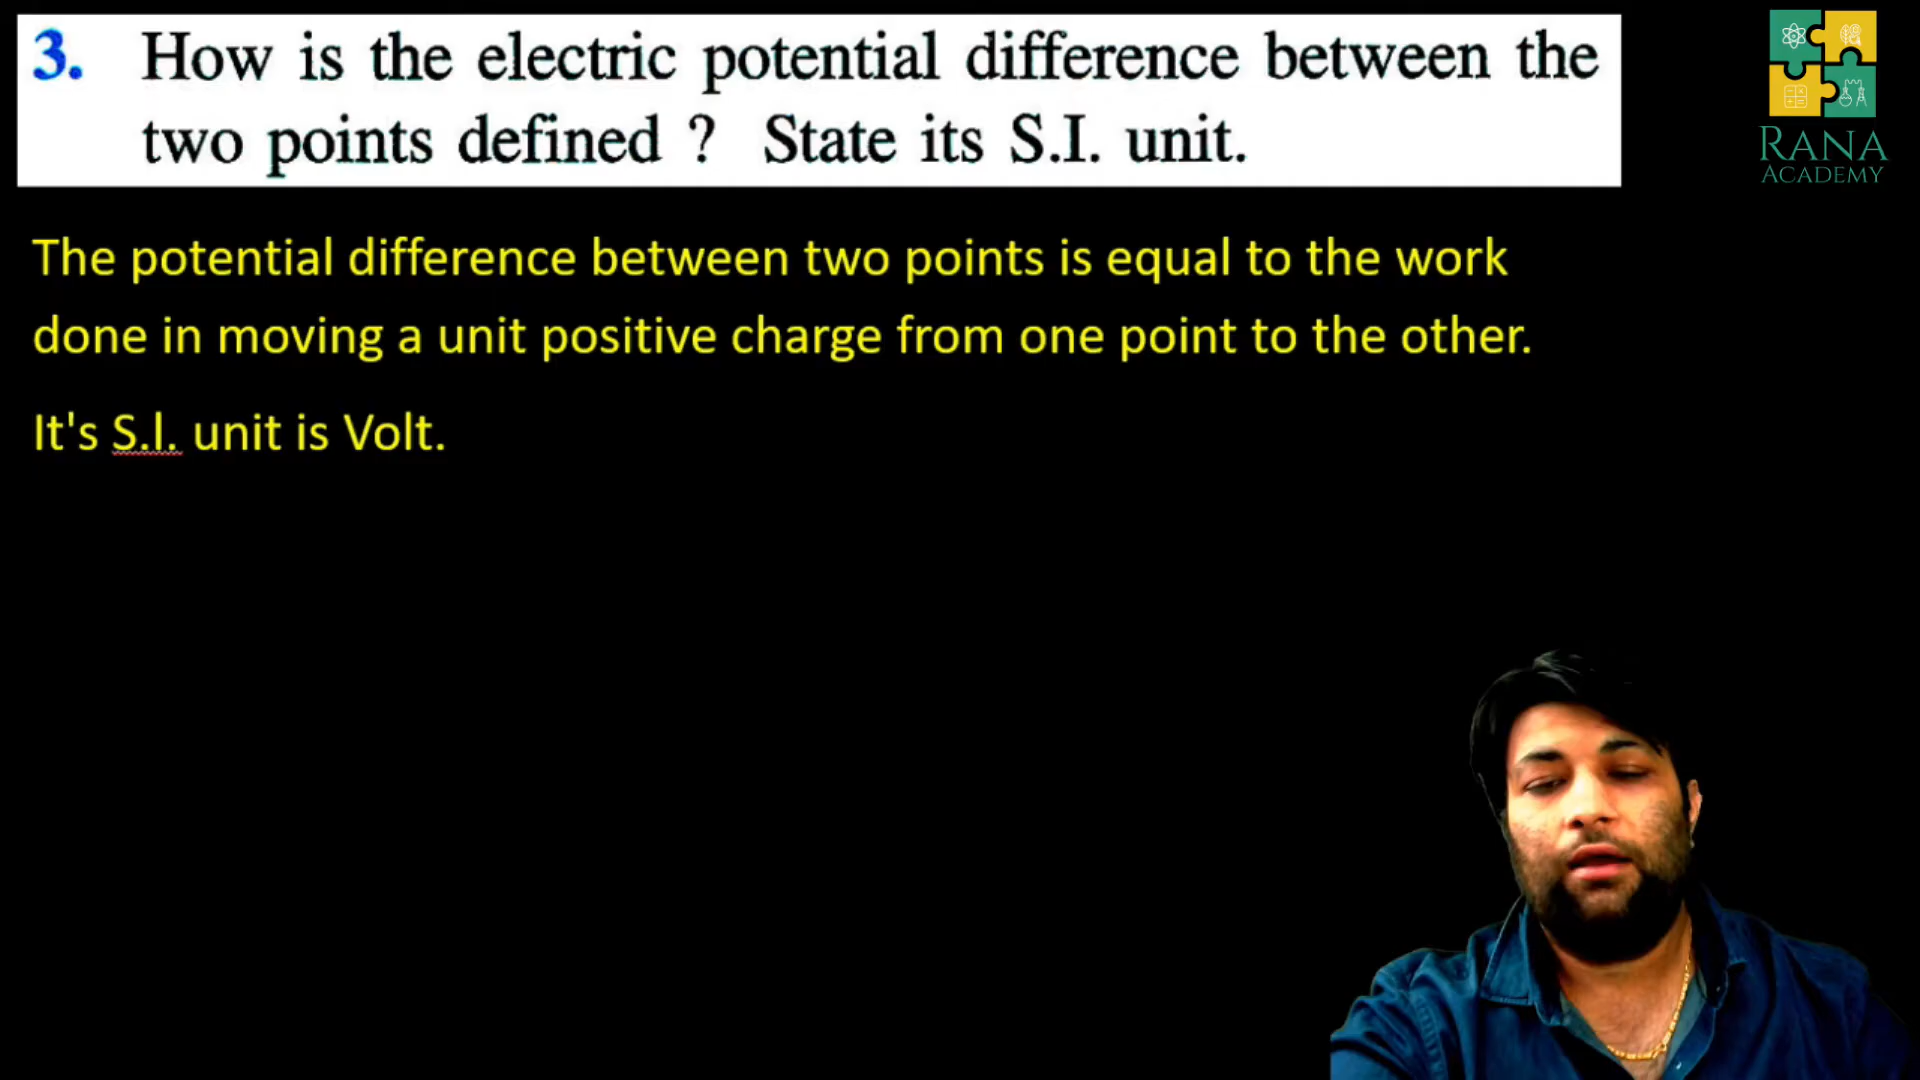 3. How is the electric potential difference between the
two points defined ? State its S.I. unit.
RANA
ACADEMY
The potential difference between two points is equal to the work
done in moving a unit positive charge from one point to the other.
It's S.l. unit is Volt.